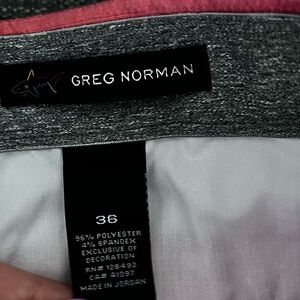 GREG NORMAN
36
96% POLYESTER
4% SPANDEX
EXCLUSIVE OF
DECORATION
RN# 128492
CA# 41097
MADE IN JORDAN